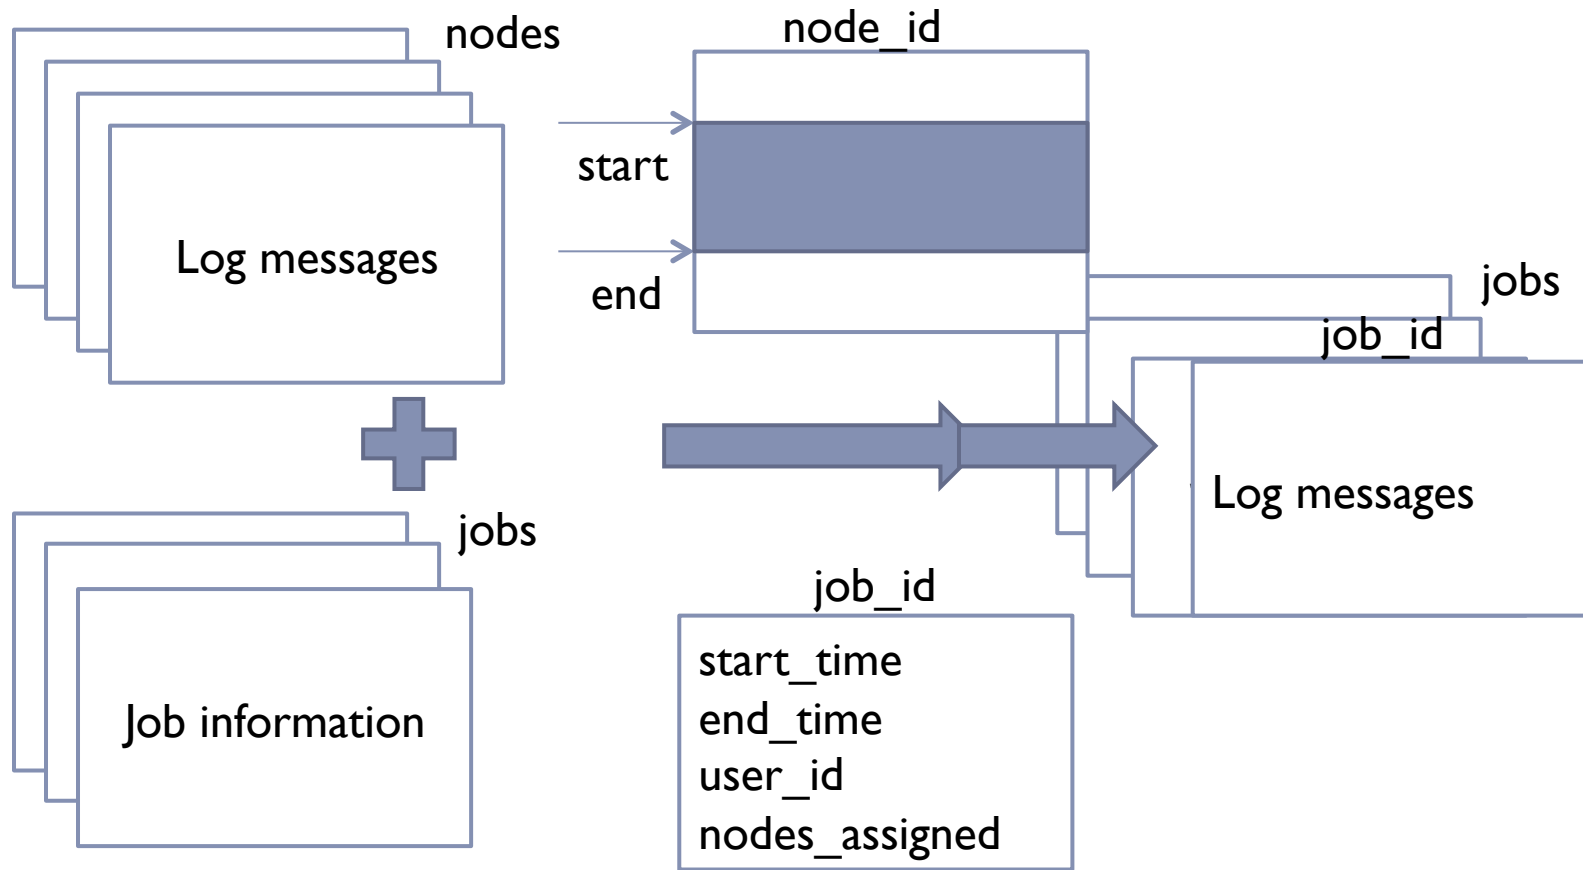 nodes
Log messages
node_id
start
end
jobs
job_id
Log messages
jobs
Job information
job_id
start_time
end_time
user_id
nodes_assigned